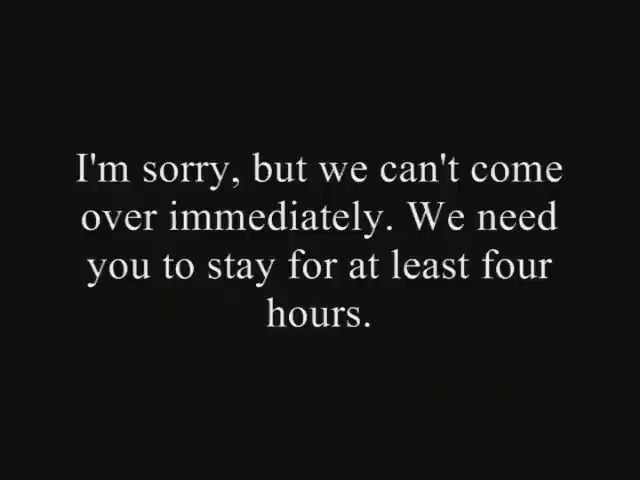 I'm sorry, but we can't come
over immediately. We need
you to stay for at least four
hours.